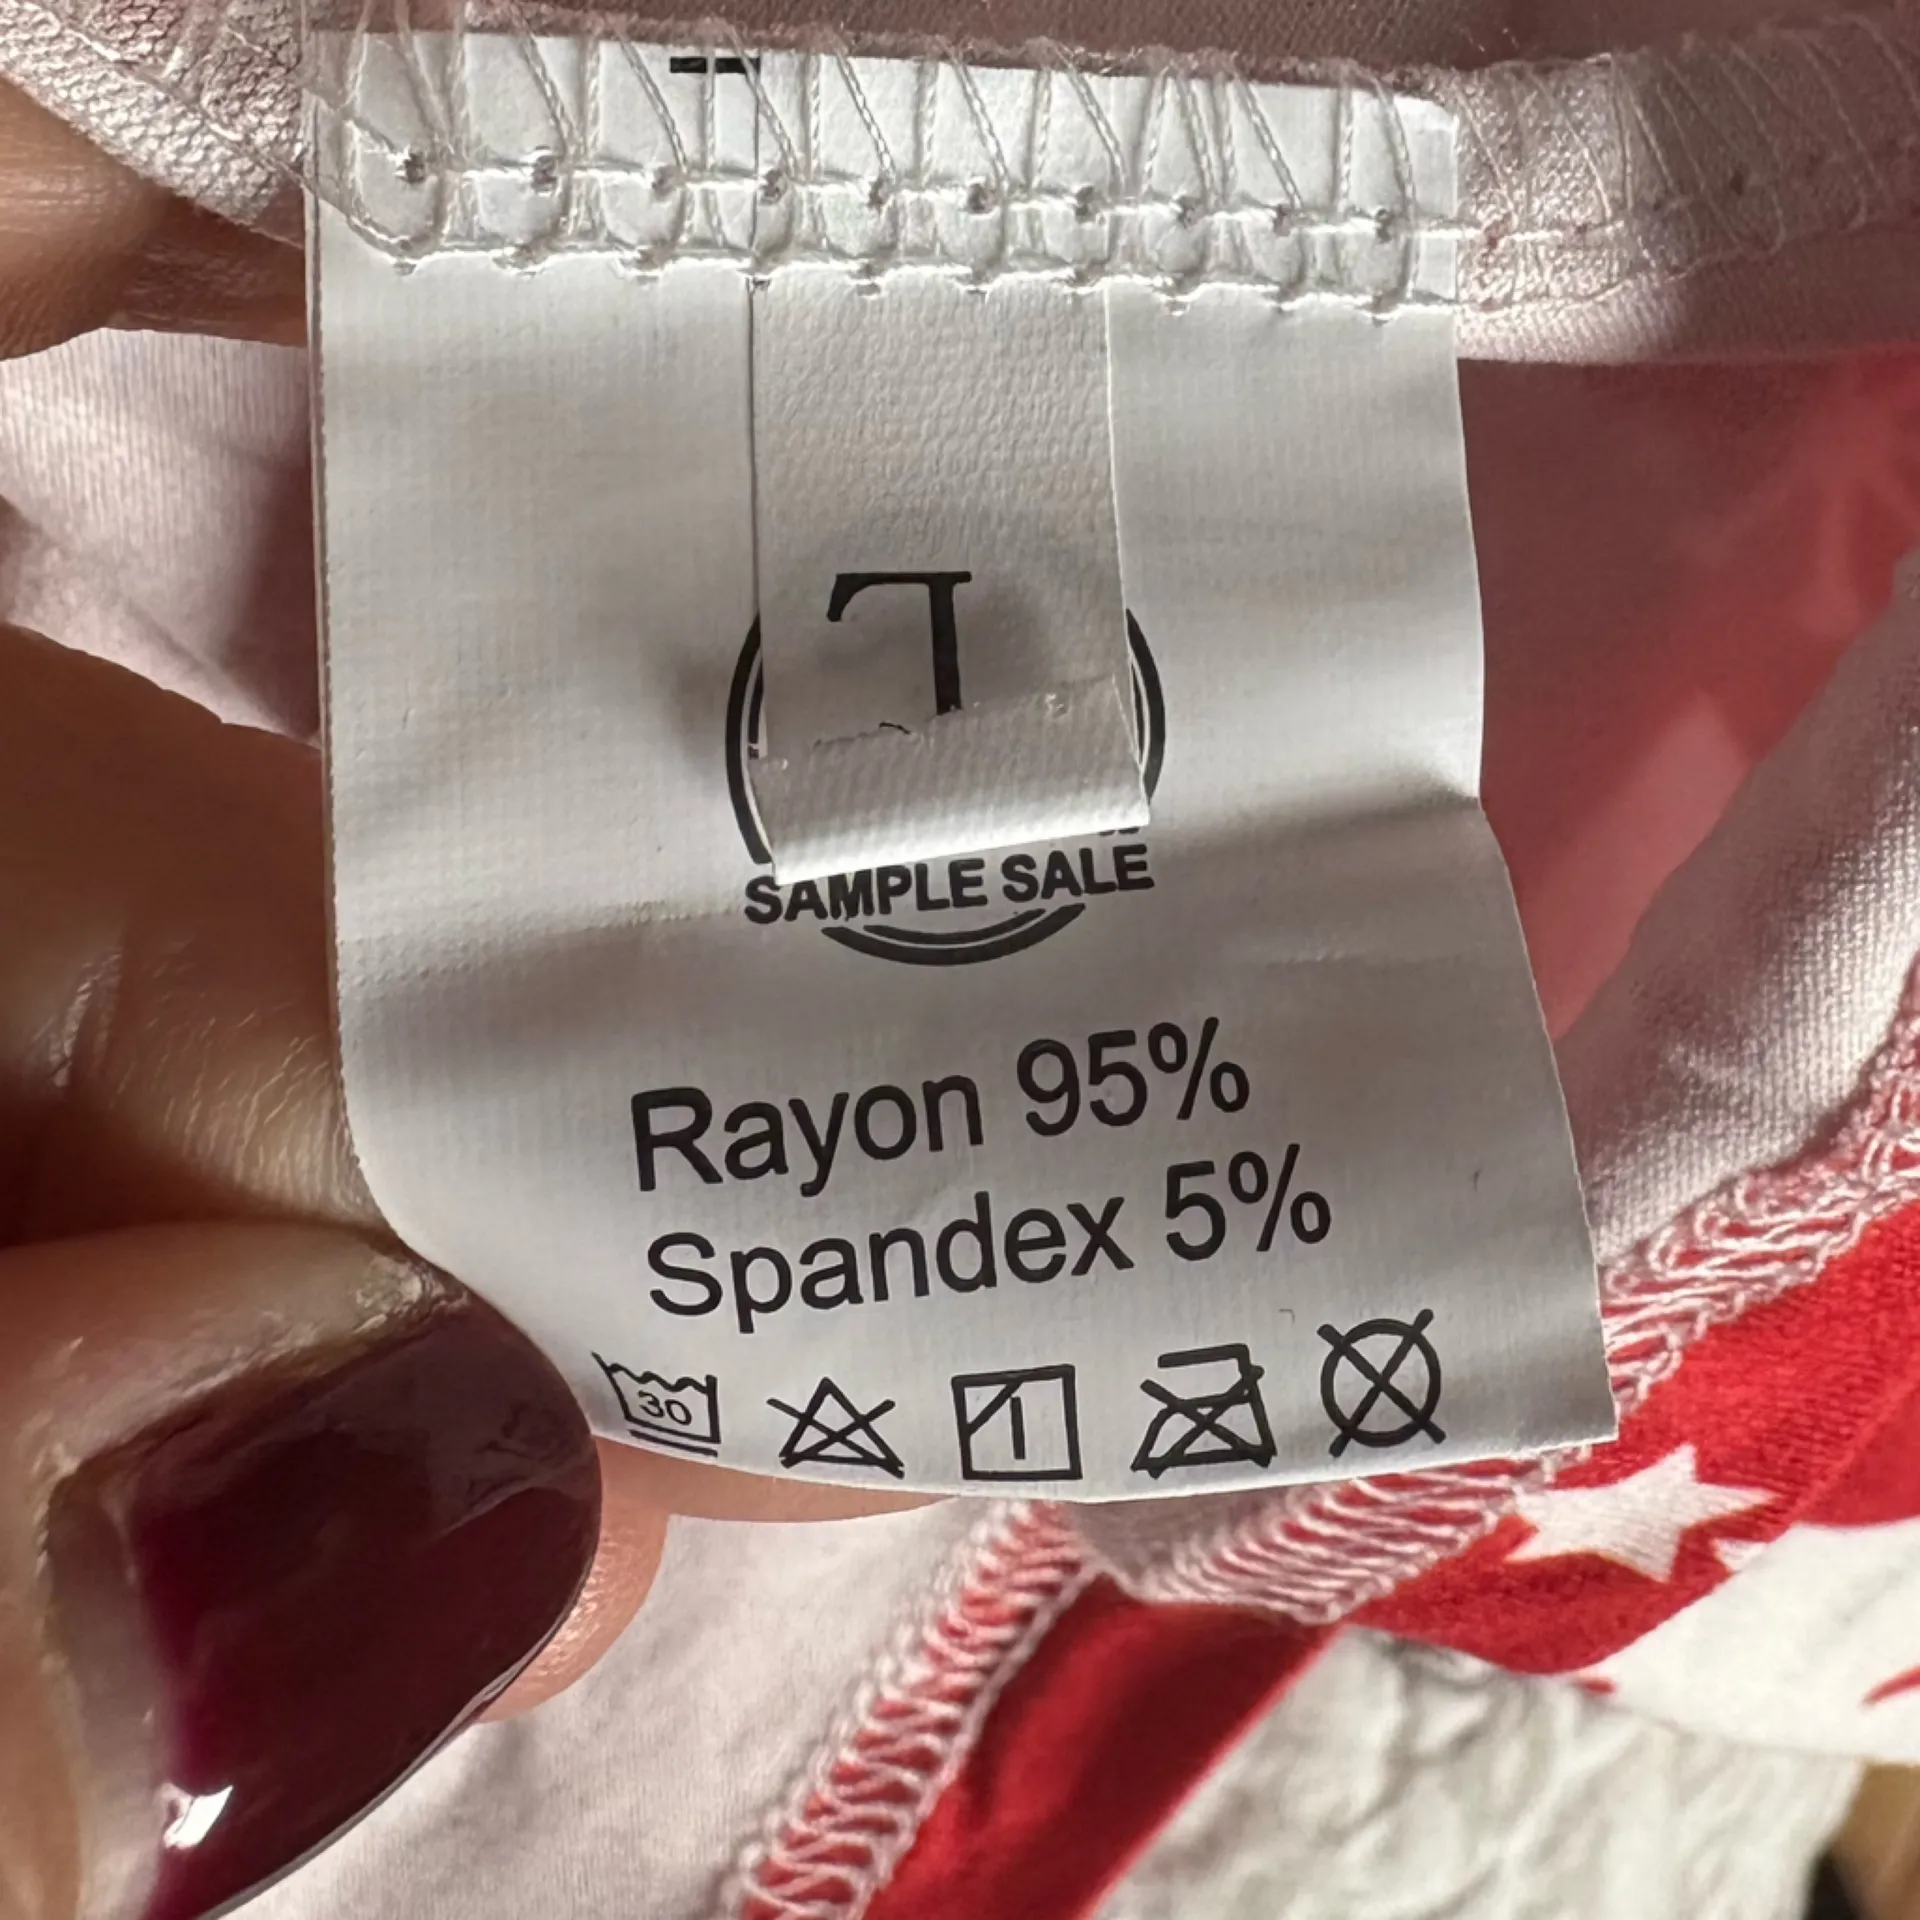 L
SAMPLE SALE
Rayon 95%
Spandex 5%
30